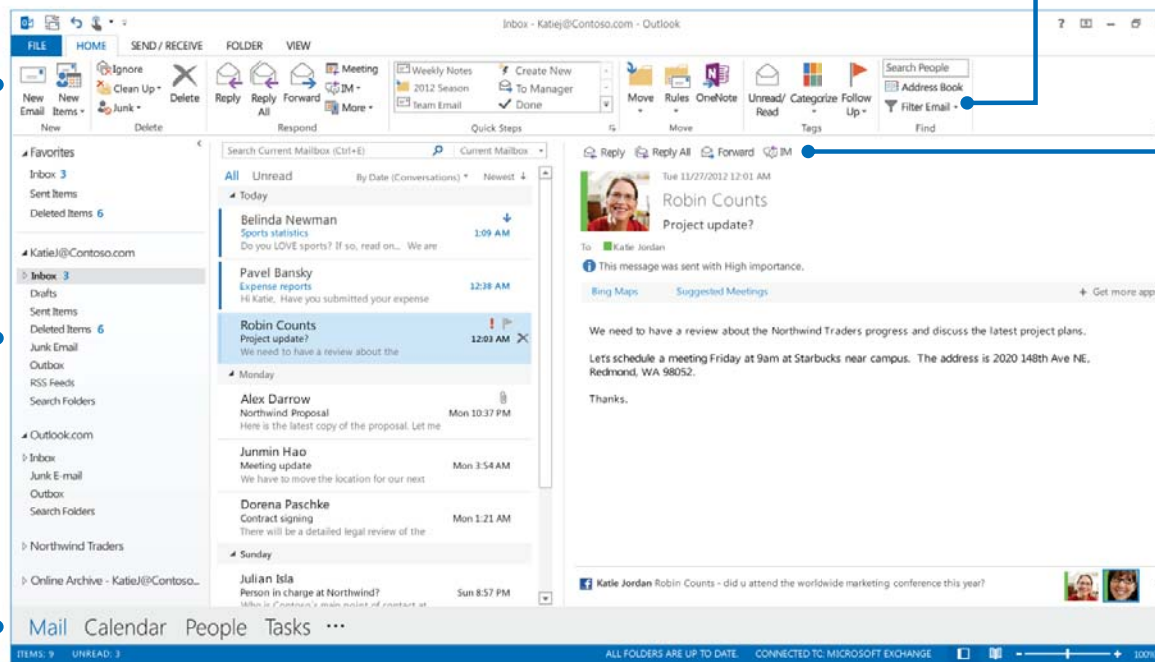 Inbox - Katiej@Contoso.com - Outlook
FILE HOME SEND / RECEIVE FOLDER VIEW
New Email
New Items
New
Ignore
Clean Up
Junk
Delete
Delete
Reply
Reply All
Forward
Meeting
IM
More
Respond
Weekly Notes
2012 Season
Team Email
Create New
To Manager
Done
Quick Steps
Move
Rules
OneNote
Move
Unread/ Read
Categorize
Follow Up
Tags
Search People
Address Book
Filter Email
Find
Favorites
Inbox 3
Sent Items
Deleted Items 6
KatieJ@Contoso.com
Inbox 3
Drafts
Sent Items
Deleted Items 6
Junk Email
Outbox
RSS Feeds
Search Folders
Outlook.com
Inbox
Junk E-mail
Outbox
Search Folders
Northwind Traders
Online Archive - KatieJ@Contoso...
Search Current Mailbox (Ctrl+E) Current Mailbox
All Unread By Date (Conversations) Newest ↓
Today
Belinda Newman
Sports statistics 1:09 AM
Do you LOVE sports? If so, read on... We are
Pavel Bansky
Expense reports 12:38 AM
Hi Katie, Have you submitted your expense
Robin Counts
Project update? 12:03 AM
We need to have a review about the
Monday
Alex Darrow
Northwind Proposal Mon 10:37 PM
Here is the latest copy of the proposal. Let me
Junmin Hao
Meeting update Mon 3:54 AM
We have to move the location for our next
Dorena Paschke
Contract signing Mon 1:21 AM
There will be a detailed legal review of the
Sunday
Julian Isla
Person in charge at Northwind? Sun 8:57 PM
Who is Contoso's main point of contact at
Reply Reply All Forward IM
Tue 11/27/2012 12:01 AM
Robin Counts
Project update?
To Katie Jordan
This message was sent with High importance.
Bing Maps Suggested Meetings + Get more app
We need to have a review about the Northwind Traders progress and discuss the latest project plans.
Let's schedule a meeting Friday at 9am at Starbucks near campus. The address is 2020 148th Ave NE,
Redmond, WA 98052.
Thanks.
Katie Jordan Robin Counts - did u attend the worldwide marketing conference this year?
Mail Calendar People Tasks ...
ITEMS: 9 UNREAD: 3 ALL FOLDERS ARE UP TO DATE. CONNECTED TO: MICROSOFT EXCHANGE 100%